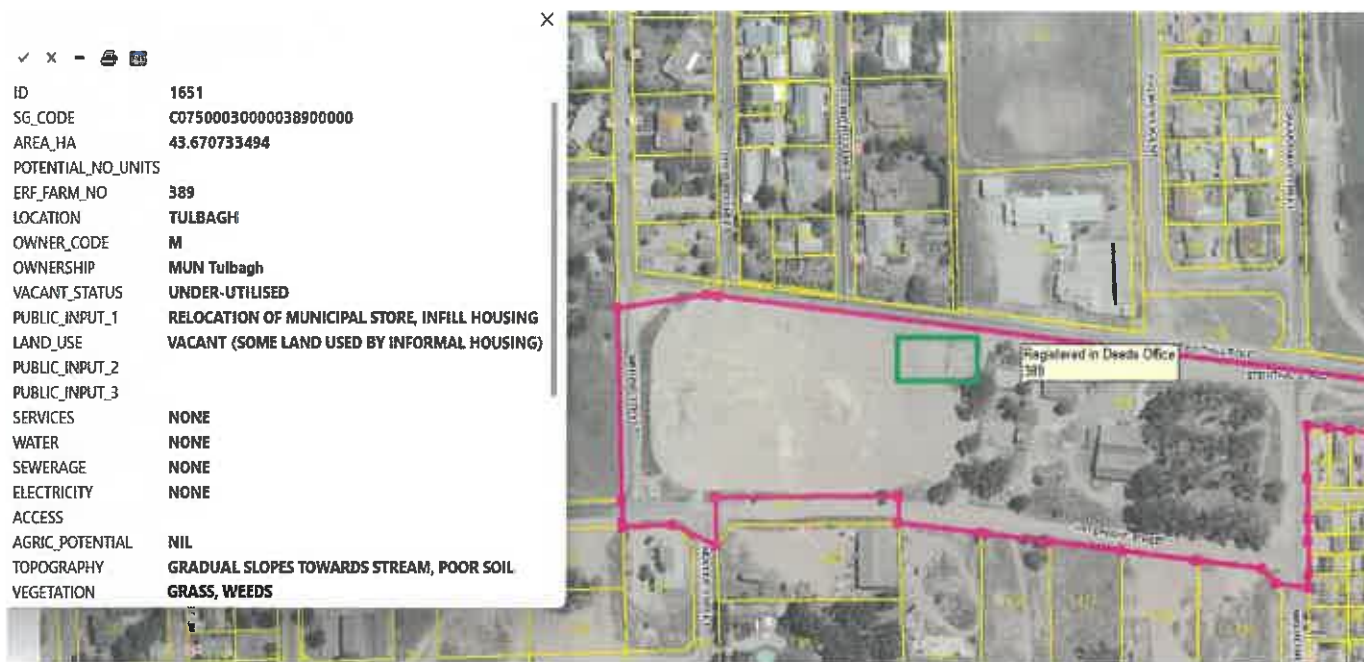 ID 1651
SG_CODE C07500030000038900000
AREA_HA 43.670733494
POTENTIAL_NO_UNITS
ERF_FARM_NO 389
LOCATION TULBAGH
OWNER_CODE M
OWNERSHIP MUN Tulbagh
VACANT_STATUS UNDER-UTILISED
PUBLIC_INPUT_1 RELOCATION OF MUNICIPAL STORE, INFILL HOUSING
LAND_USE VACANT (SOME LAND USED BY INFORMAL HOUSING)
PUBLIC_INPUT_2
PUBLIC_INPUT_3
SERVICES NONE
WATER NONE
SEWERAGE NONE
ELECTRICITY NONE
ACCESS
AGRIC_POTENTIAL NIL
TOPOGRAPHY GRADUAL SLOPES TOWARDS STREAM, POOR SOIL
VEGETATION GRASS, WEEDS
Registered in Deeds Office
389